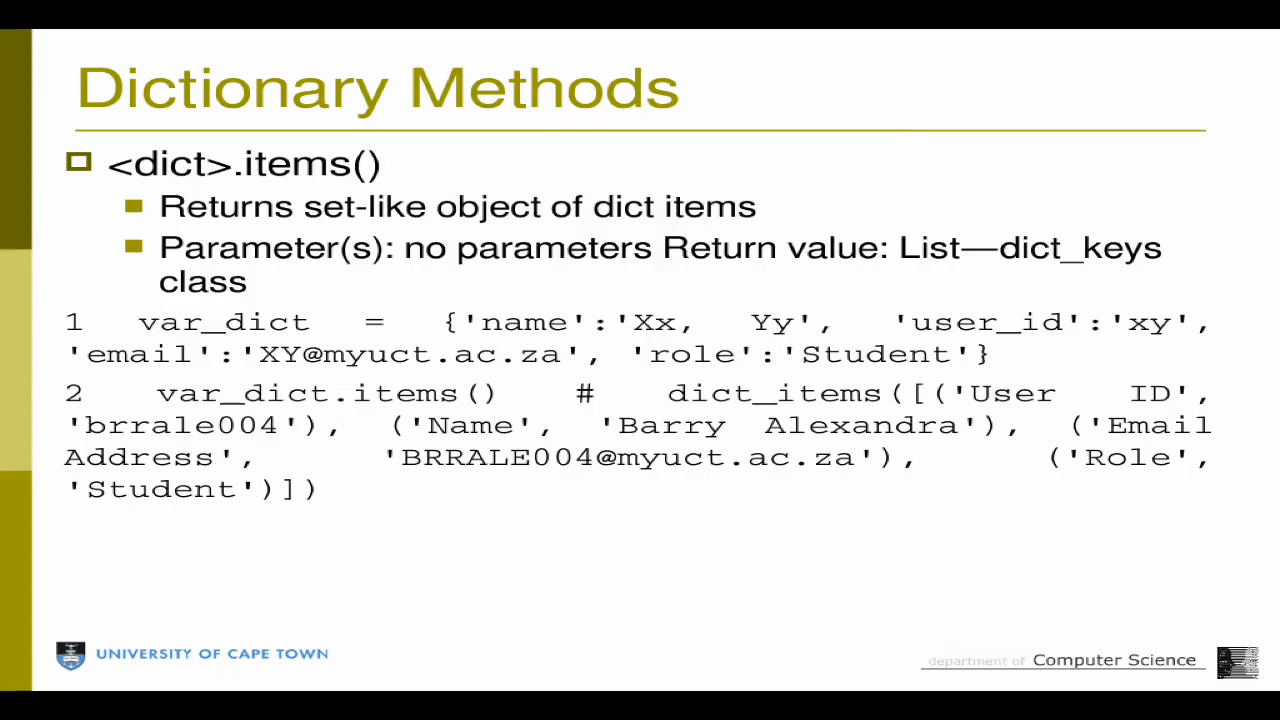 Dictionary Methods
<dict>.items()
Returns set-like object of dict items
Parameter(s): no parameters Return value: List—dict_keys
class
1 var_dict = {'name':'Xx, Yy', 'user_id':'xy',
'email':'XY@myuct.ac.za', 'role':'Student'}
2 var_dict.items() # dict_items([('User ID',
'brrale004'), ('Name', 'Barry Alexandra'), ('Email
Address', 'BRRALE004@myuct.ac.za'), ('Role',
'Student')])
UNIVERSITY OF CAPE TOWN
department of Computer Science